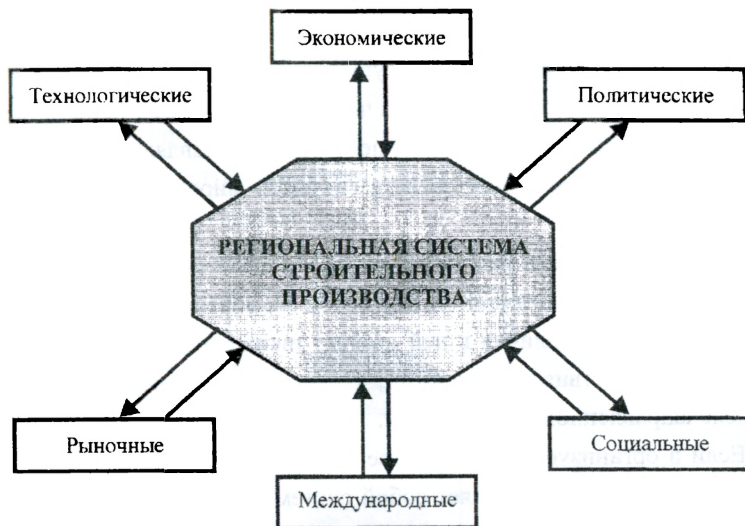 Экономические
Технологические
Политические
РЕГИОНАЛЬНАЯ СИСТЕМА
СТРОИТЕЛЬНОГО
ПРОИЗВОДСТВА
Рыночные
Социальные
Международные